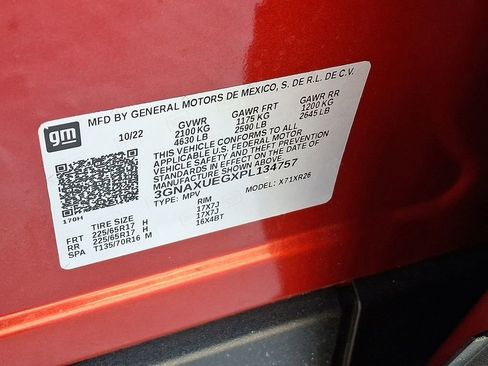 gm
MFD BY GENERAL MOTORS DE MEXICO, S. DE R.L. DE C.V.
10/22 GVWR GAWR FRT GAWR RR
2100 KG 1175 KG 1200 KG
4630 LB 2590 LB 2645 LB
THIS VEHICLE CONFORMS TO ALL
APPLICABLE U.S. FEDERAL MOTOR
VEHICLE SAFETY AND THEFT PREVENTION
STANDARDS IN EFFECT ON THE DATE OF
MANUFACTURE SHOWN ABOVE.
3GNAXUEGXPL134757
TYPE: MPV MODEL: X71XR26
170H
TIRE SIZE RIM
FRT 225/65R17 H 17X7J
RR 225/65R17 H 17X7J
SPA T135/70R16 M 16X4BT